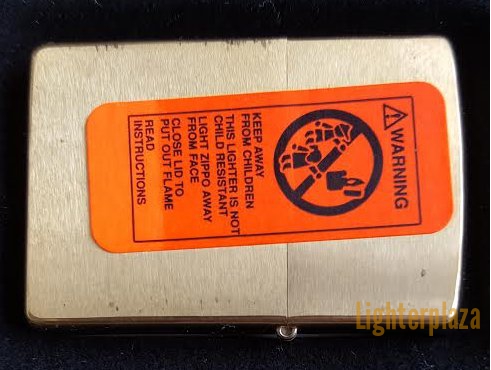 WARNING
KEEP AWAY
FROM CHILDREN
THIS LIGHTER IS NOT
CHILD RESISTANT
LIGHT ZIPPO AWAY
FROM FACE
CLOSE LID TO
PUT OUT FLAME
READ
INSTRUCTIONS
Lighterplaza